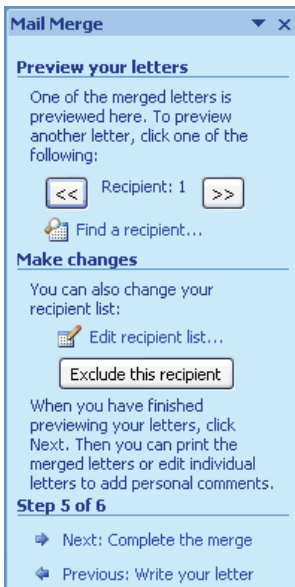 Mail Merge
Preview your letters
One of the merged letters is
previewed here. To preview
another letter, click one of the
following:
<< Recipient: 1 >>
Find a recipient...
Make changes
You can also change your
recipient list:
Edit recipient list...
Exclude this recipient
When you have finished
previewing your letters, click
Next. Then you can print the
merged letters or edit individual
letters to add personal comments.
Step 5 of 6
Next: Complete the merge
Previous: Write your letter